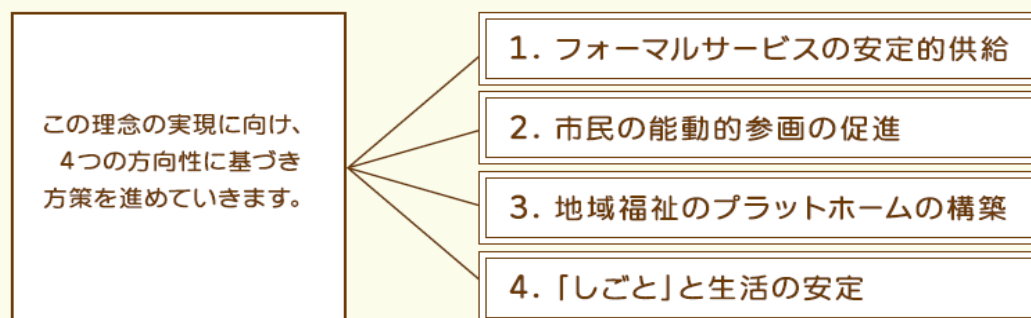 この理念の実現に向け、
4つの方向性に基づき
方策を進めていきます。
1. フォーマルサービスの安定的供給
2. 市民の能動的参画の促進
3. 地域福祉のプラットホームの構築
4. 「しごと」と生活の安定